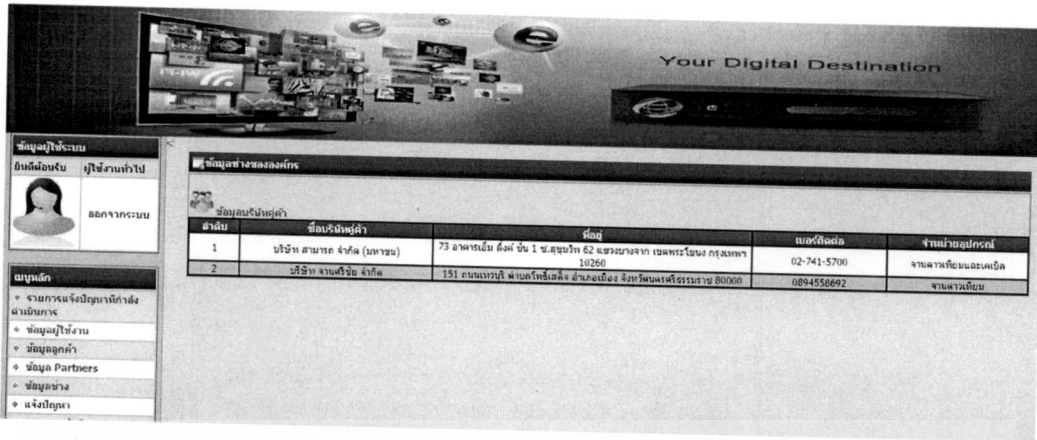 Your Digital Destination
ข้อมูลผู้ใช้ระบบ
ยินดีต้อนรับ ผู้ใช้งานทั่วไป
ออกจากระบบ
เมนูหลัก
รายการแจ้งปัญหาที่กำลัง
ดำเนินการ
ข้อมูลผู้ใช้งาน
ข้อมูลลูกค้า
ข้อมูล Partners
ข้อมูลช่าง
แจ้งปัญหา
<
ข้อมูลช่างขององค์กร
ข้อมูลบริษัทคู่ค้า
ลำดับ ชื่อบริษัทคู่ค้า ที่อยู่ เบอร์ติดต่อ จำหน่ายอุปกรณ์
1 บริษัท สามารถ จำกัด (มหาชน) 73 อาคารเอ็ม ลิ้งค์ ชั้น 1 ซ.สุขุมวิท 62 แขวงบางจาก เขตพระโขนง กรุงเทพฯ
10260 02-741-5700 จานดาวเทียมและเคเบิล
2 บริษัท จานศรีชัย จำกัด 151 ถนนเทวบุรี ตำบลโพธิ์เสด็จ อำเภอเมือง จังหวัดนครศรีธรรมราช 80000 0894558692 จานดาวเทียม